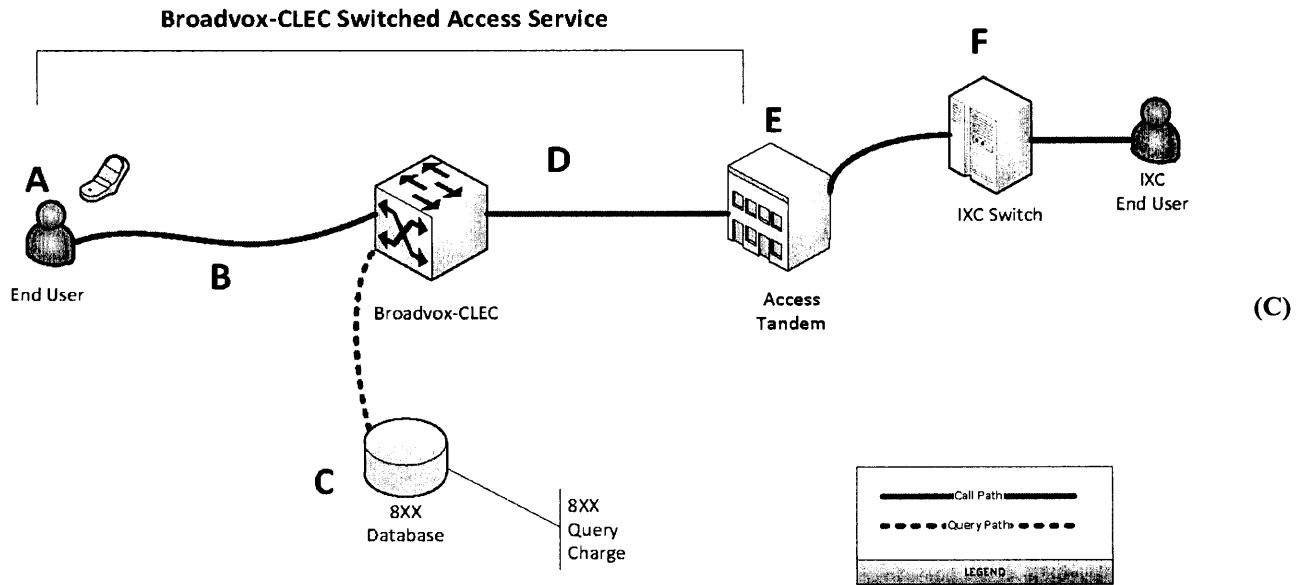 Broadvox-CLEC Switched Access Service
F
E
D
A
IXC
End User
IXC Switch
B
End User
Broadvox-CLEC
Access
Tandem
(C)
C
8XX
Database
8XX
Query
Charge
Call Path
Query Path
LEGEND